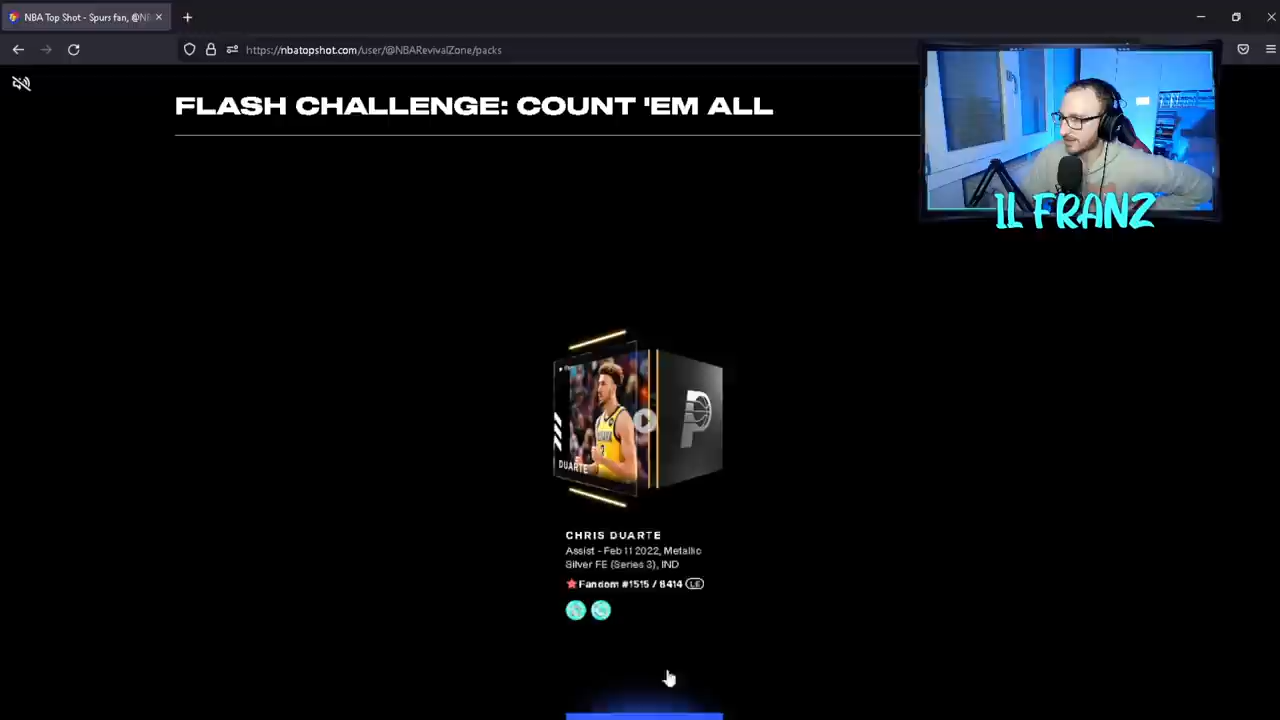 NBA Top Shot - Spurs fan, @NB
https://nbatopshot.com/user/@NBARevivalZone/packs
FLASH CHALLENGE: COUNT 'EM ALL
IL FRANZ
DUARTE
CHRIS DUARTE
Assist - Feb 11 2022, Metallic
Silver FE (Series 3), IND
Fandom #1515 / 8414 LE